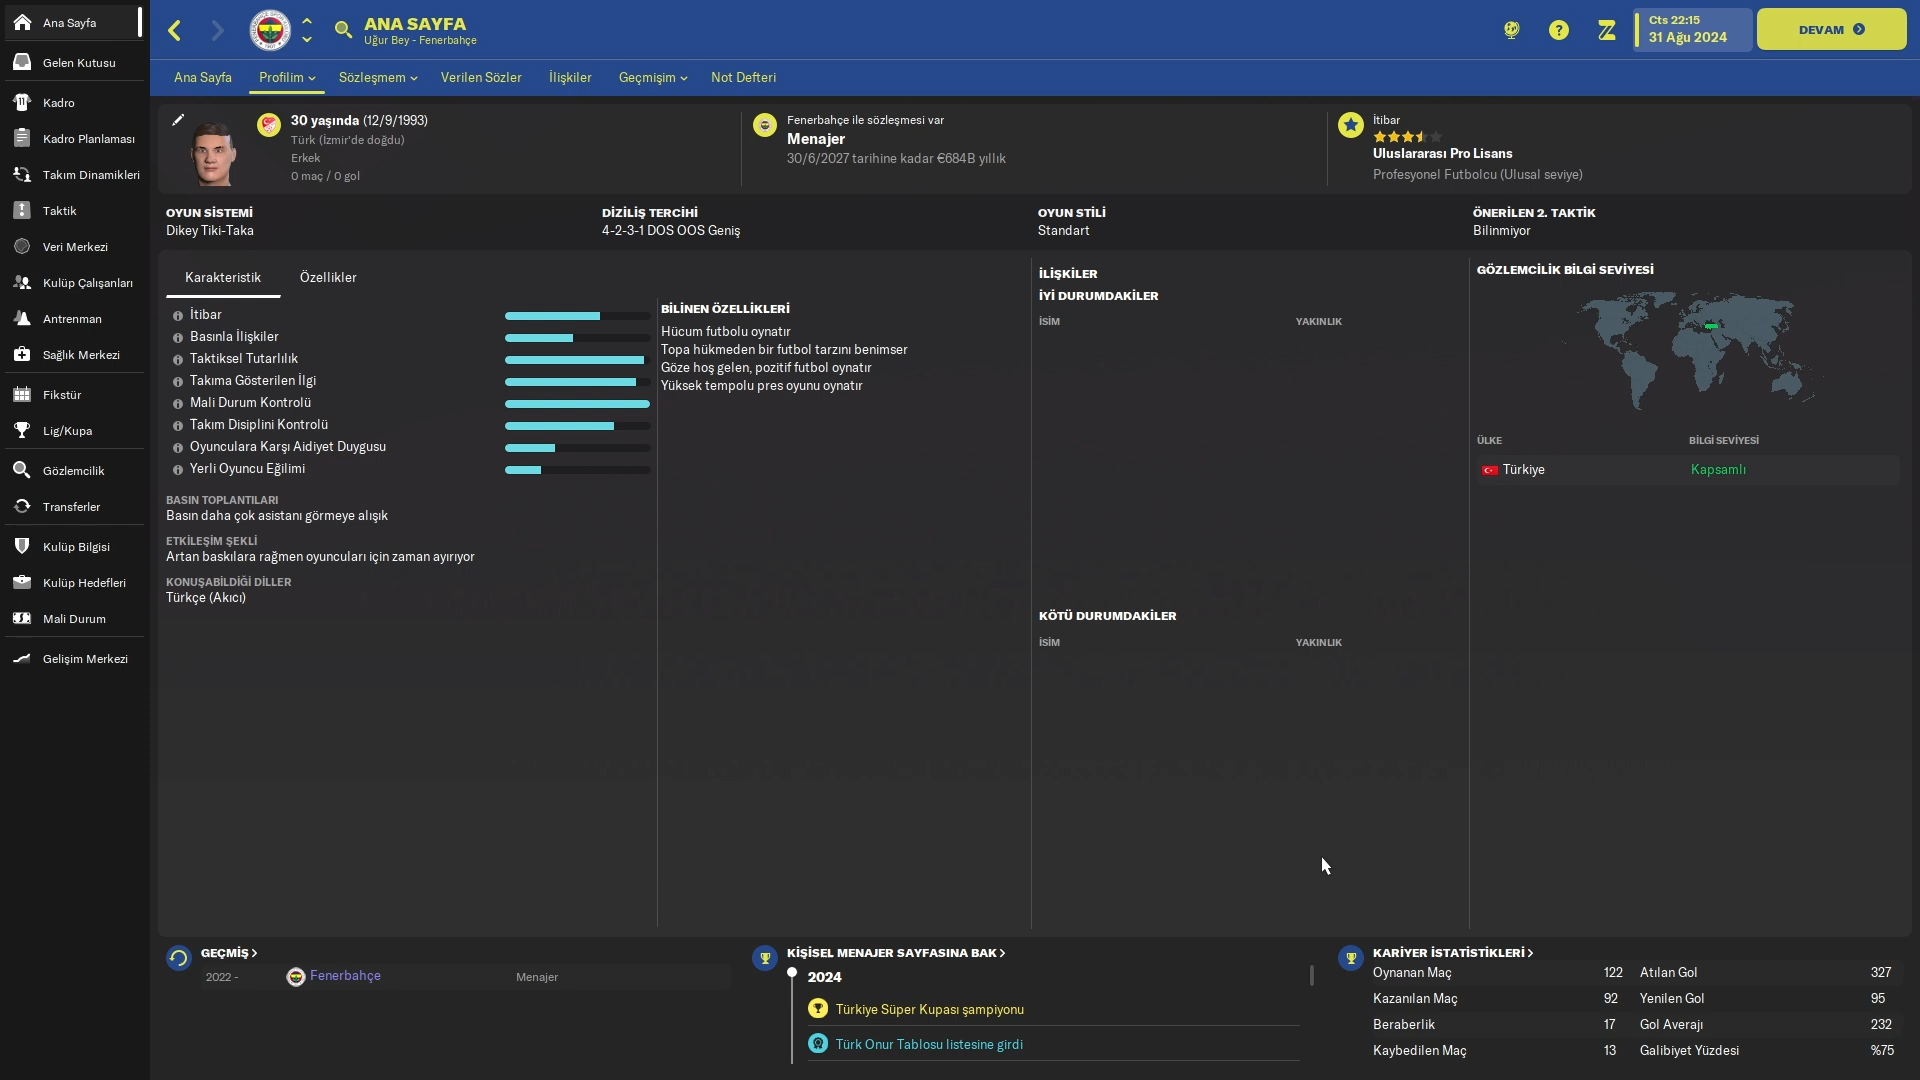 Ana Sayfa
Gelen Kutusu
Kadro
Kadro Planlaması
Takım Dinamikleri
Taktik
Veri Merkezi
Kulüp Çalışanları
Antrenman
Sağlık Merkezi
Fikstür
Lig/Kupa
Gözlemcilik
Transferler
Kulüp Bilgisi
Kulüp Hedefleri
Mali Durum
Gelişim Merkezi
ANA SAYFA
Uğur Bey - Fenerbahçe
Cts 22:15
31 Ağu 2024
DEVAM
Ana Sayfa Profilim Sözleşmem Verilen Sözler İlişkiler Geçmişim Not Defteri
30 yaşında (12/9/1993)
Türk (İzmir'de doğdu)
Erkek
0 maç / 0 gol
Fenerbahçe ile sözleşmesi var
Menajer
30/6/2027 tarihine kadar €684B yıllık
İtibar
Uluslararası Pro Lisans
Profesyonel Futbolcu (Ulusal seviye)
OYUN SİSTEMİ
Dikey Tiki-Taka
DİZİLİŞ TERCİHİ
4-2-3-1 DOS OOS Geniş
OYUN STİLİ
Standart
ÖNERİLEN 2. TAKTİK
Bilinmiyor
Karakteristik Özellikler
İtibar
Basınla İlişkiler
Taktiksel Tutarlılık
Takıma Gösterilen İlgi
Mali Durum Kontrolü
Takım Disiplini Kontrolü
Oyunculara Karşı Aidiyet Duygusu
Yerli Oyuncu Eğilimi
BASIN TOPLANTILARI
Basın daha çok asistanı görmeye alışık
ETKİLEŞİM ŞEKLİ
Artan baskılara rağmen oyuncuları için zaman ayırıyor
KONUŞABİLDİĞİ DİLLER
Türkçe (Akıcı)
BİLİNEN ÖZELLİKLERİ
Hücum futbolu oynatır
Topa hükmeden bir futbol tarzını benimser
Göze hoş gelen, pozitif futbol oynatır
Yüksek tempolu pres oyunu oynatır
İLİŞKİLER
İYİ DURUMDAKİLER
İSİM YAKINLIK
KÖTÜ DURUMDAKİLER
İSİM YAKINLIK
GÖZLEMCİLİK BİLGİ SEVİYESİ
ÜLKE BİLGİ SEVİYESİ
Türkiye Kapsamlı
GEÇMİŞ
2022 - Fenerbahçe Menajer
KİŞİSEL MENAJER SAYFASINA BAK
2024
Türkiye Süper Kupası şampiyonu
Türk Onur Tablosu listesine girdi
KARİYER İSTATİSTİKLERİ
Oynanan Maç 122 Atılan Gol 327
Kazanılan Maç 92 Yenilen Gol 95
Beraberlik 17 Gol Averajı 232
Kaybedilen Maç 13 Galibiyet Yüzdesi %75